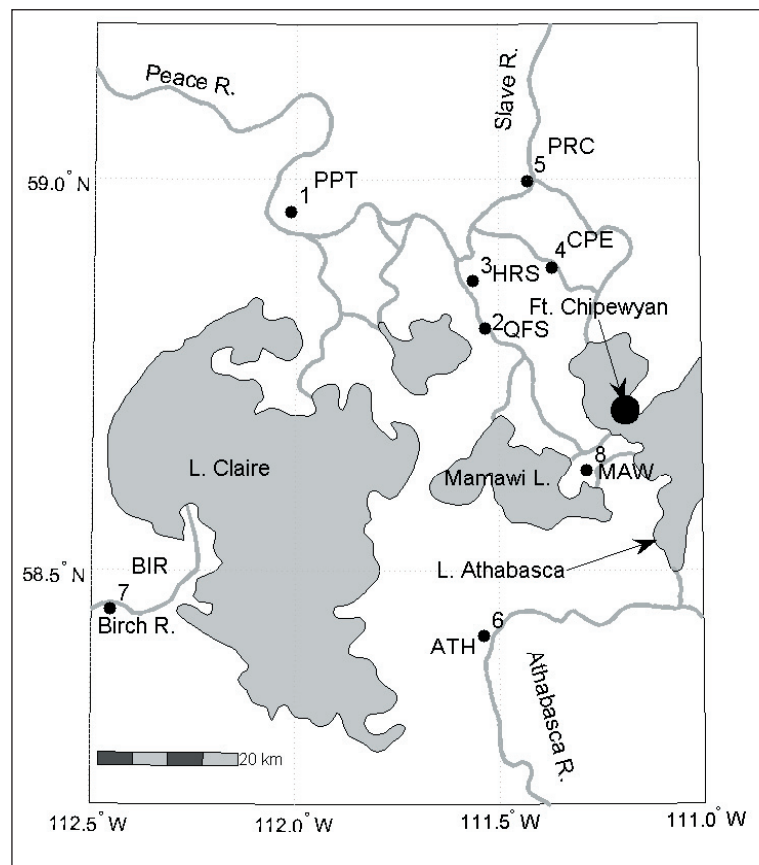 Peace R.
Slave R.
PRC
5
59.0° N
PPT
1
4 CPE
3 HRS
Ft. Chipewyan
2 QFS
L. Claire
8
Mamawi L.
MAW
BIR
58.5° N
L. Athabasca
7
Birch R.
6
ATH
Athabasca R.
20 km
112.5° W
112.0° W
111.5° W
111.0° W